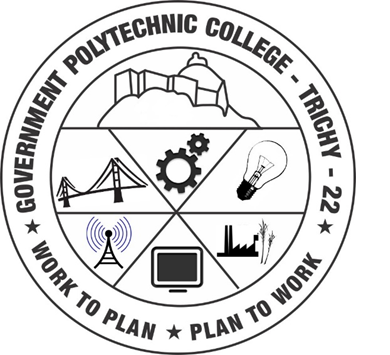 GOVERNMENT POLYTECHNIC COLLEGE - TRICHY - 22
★ WORK TO PLAN ★ PLAN TO WORK ★